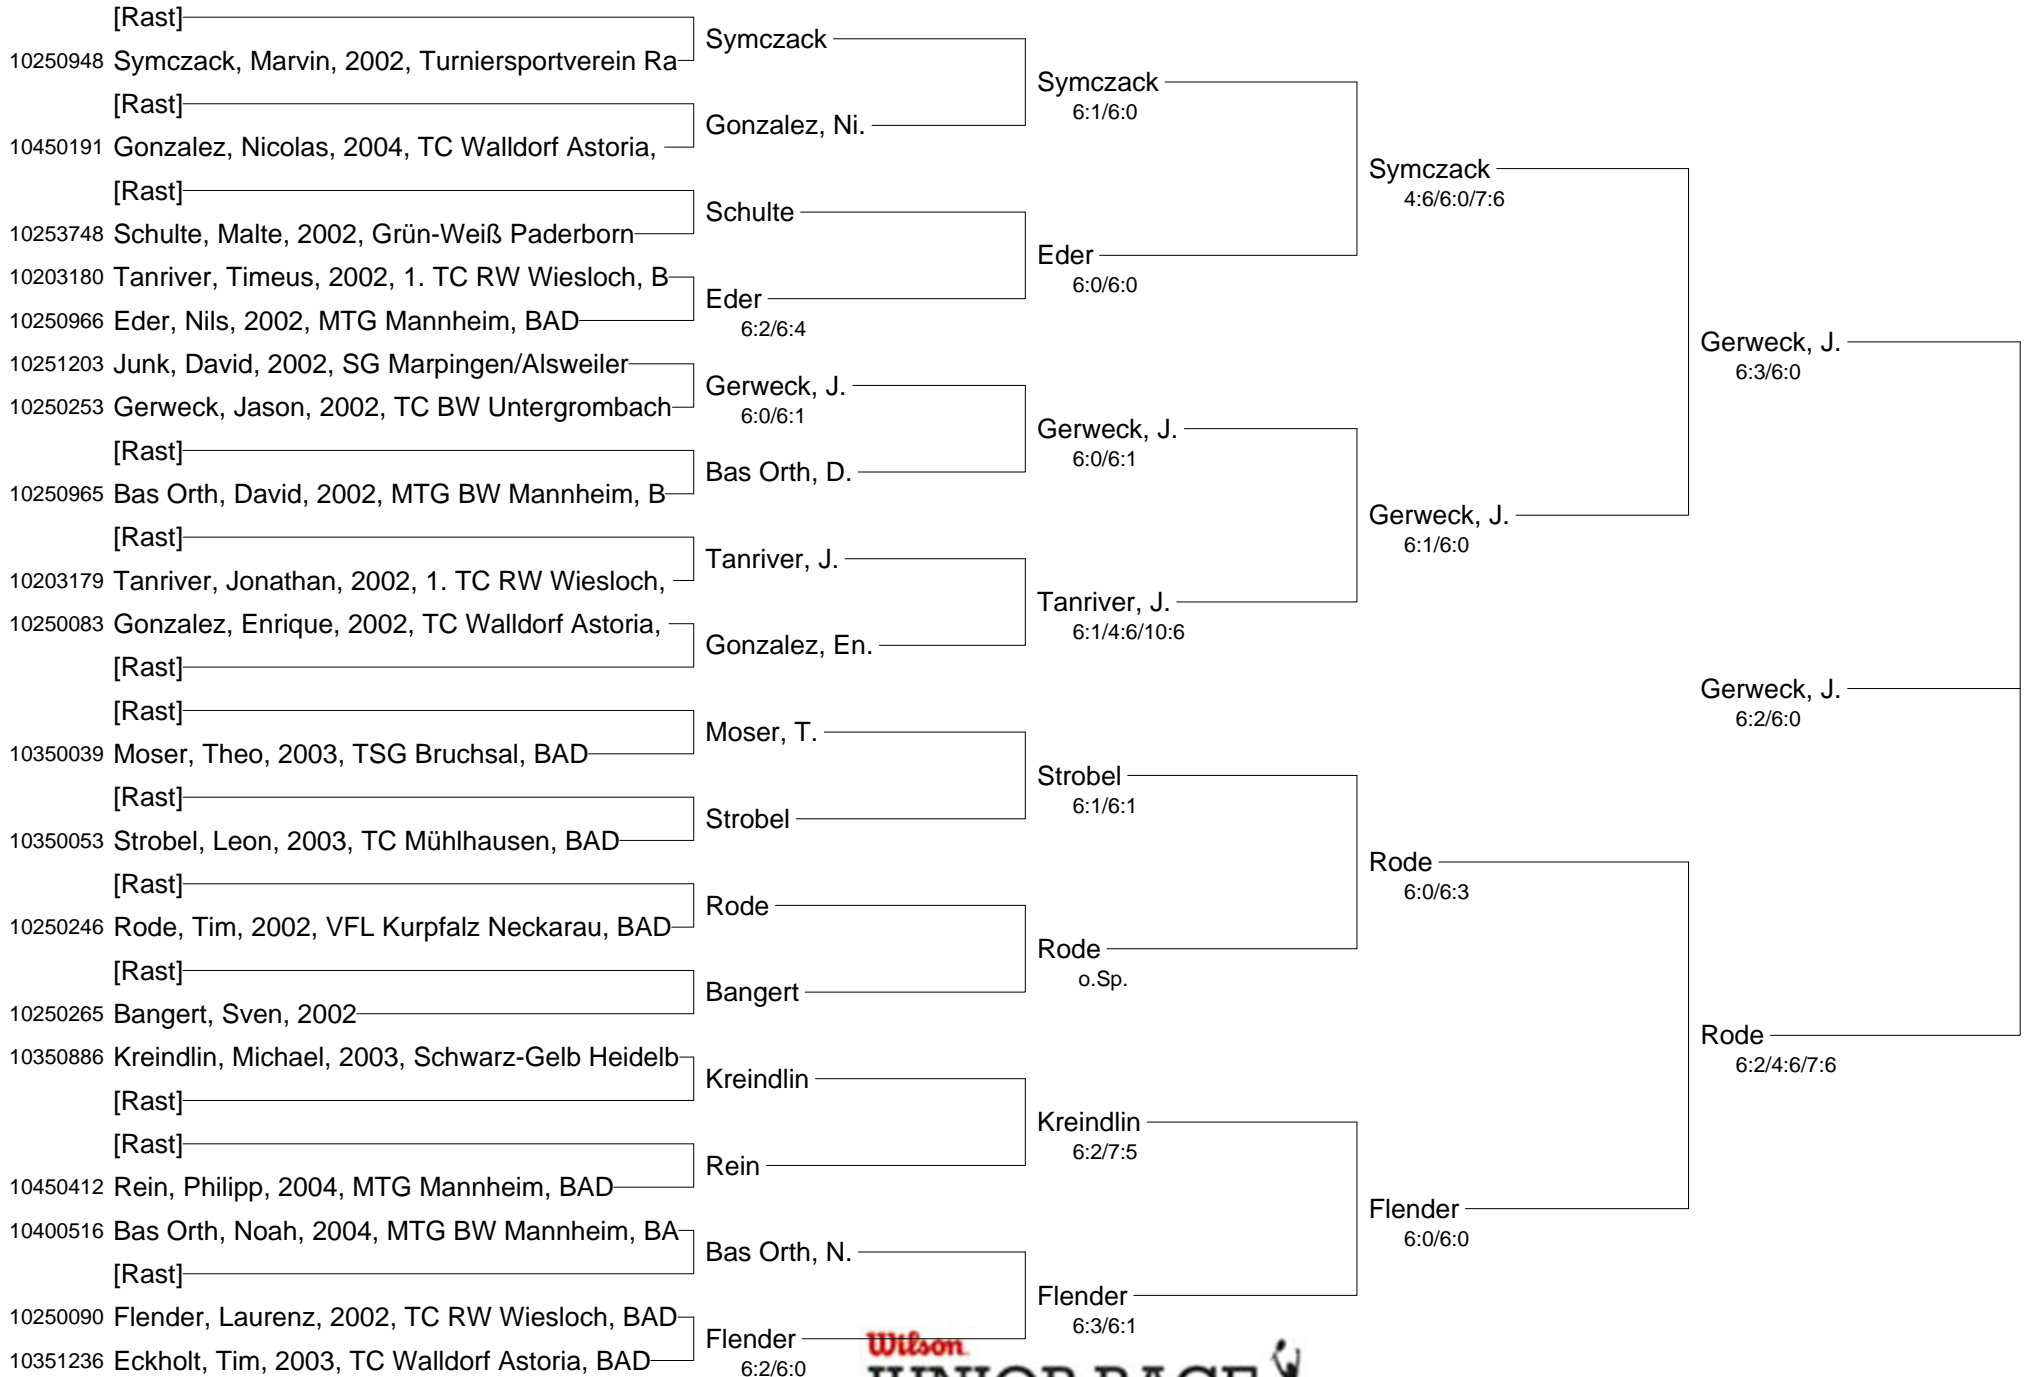 [Rast]
10250948 Symczack, Marvin, 2002, Turniersportverein Ra
[Rast]
10450191 Gonzalez, Nicolas, 2004, TC Walldorf Astoria,
[Rast]
10253748 Schulte, Malte, 2002, Grün-Weiß Paderborn
10203180 Tanriver, Timeus, 2002, 1. TC RW Wiesloch, B
10250966 Eder, Nils, 2002, MTG Mannheim, BAD
10251203 Junk, David, 2002, SG Marpingen/Alsweiler
10250253 Gerweck, Jason, 2002, TC BW Untergrombach
[Rast]
10250965 Bas Orth, David, 2002, MTG BW Mannheim, B
[Rast]
10203179 Tanriver, Jonathan, 2002, 1. TC RW Wiesloch,
10250083 Gonzalez, Enrique, 2002, TC Walldorf Astoria,
[Rast]
[Rast]
10350039 Moser, Theo, 2003, TSG Bruchsal, BAD
[Rast]
10350053 Strobel, Leon, 2003, TC Mühlhausen, BAD
[Rast]
10250246 Rode, Tim, 2002, VFL Kurpfalz Neckarau, BAD
[Rast]
10250265 Bangert, Sven, 2002
10350886 Kreindlin, Michael, 2003, Schwarz-Gelb Heidelb
[Rast]
[Rast]
10450412 Rein, Philipp, 2004, MTG Mannheim, BAD
10400516 Bas Orth, Noah, 2004, MTG BW Mannheim, BA
[Rast]
10250090 Flender, Laurenz, 2002, TC RW Wiesloch, BAD
10351236 Eckholt, Tim, 2003, TC Walldorf Astoria, BAD
Symczack
Gonzalez, Ni.
Schulte
Eder
6:2/6:4
Gerweck, J.
6:0/6:1
Bas Orth, D.
Tanriver, J.
Gonzalez, En.
Moser, T.
Strobel
Rode
Bangert
Kreindlin
Rein
Bas Orth, N.
Flender
6:2/6:0
Symczack
6:1/6:0
Eder
6:0/6:0
Gerweck, J.
6:0/6:1
Tanriver, J.
6:1/4:6/10:6
Strobel
6:1/6:1
Rode
o.Sp.
Kreindlin
6:2/7:5
Flender
6:3/6:1
Symczack
4:6/6:0/7:6
Gerweck, J.
6:1/6:0
Rode
6:0/6:3
Flender
6:0/6:0
Gerweck, J.
6:3/6:0
Gerweck, J.
6:2/6:0
Rode
6:2/4:6/7:6
Wilson
JUNIOR RACE